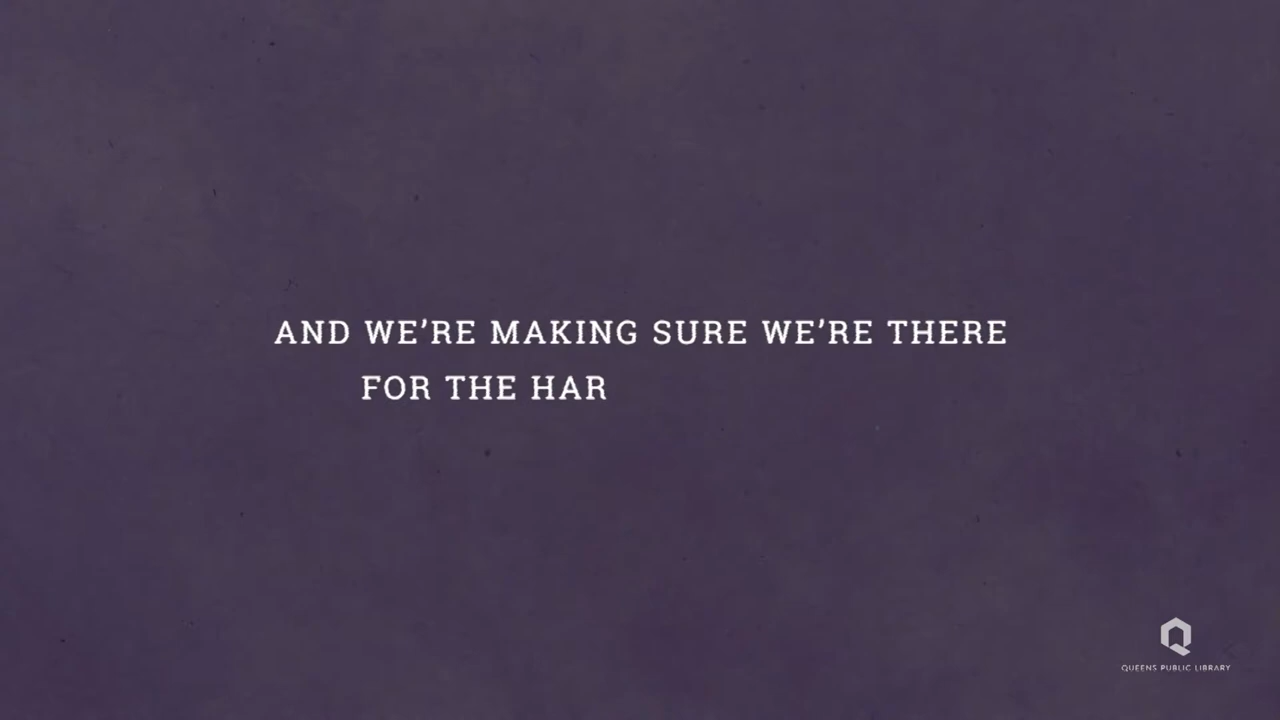 AND WE’RE MAKING SURE WE’RE THERE
FOR THE HAR
QUEENS PUBLIC LIBRARY